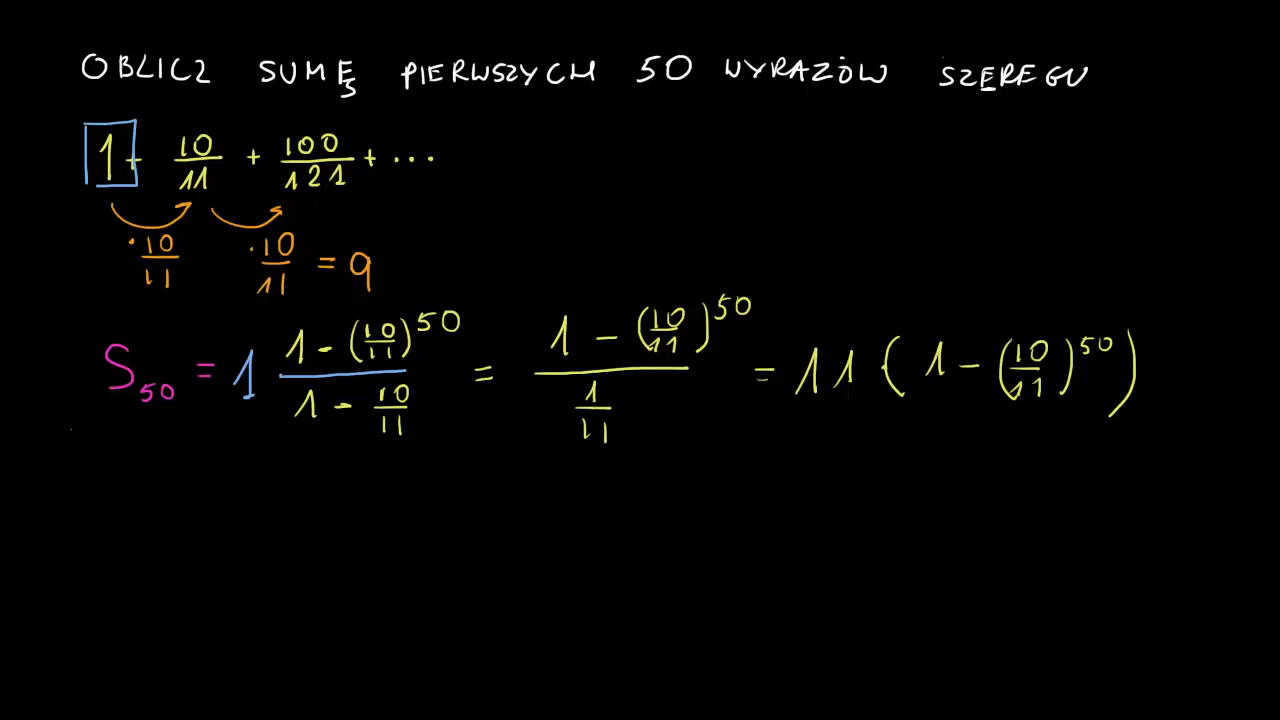 OBLICZ SUMĘ PIERWSZYCH 50 WYRAZÓW SZEREGU
1 + 10/11 + 100/121 + ...
·10/11 ·10/11 = q
S₅₀ = 1 (1 - (10/11)^50)/(1 - 10/11) = (1 - (10/11)^50)/(1/11) = 11 (1 - (10/11)^50)